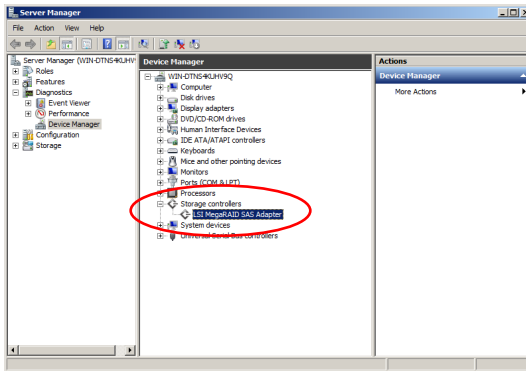 Server Manager
File Action View Help
Server Manager (WIN-DTNS4KUHV
Roles
Features
Diagnostics
Event Viewer
Performance
Device Manager
Configuration
Storage
Device Manager
WIN-DTNS4KUHV9Q
Computer
Disk drives
Display adapters
DVD/CD-ROM drives
Human Interface Devices
IDE ATA/ATAPI controllers
Keyboards
Mice and other pointing devices
Monitors
Ports (COM & LPT)
Processors
Storage controllers
LSI MegaRAID SAS Adapter
System devices
Universal Serial Bus controllers
Actions
Device Manager
More Actions